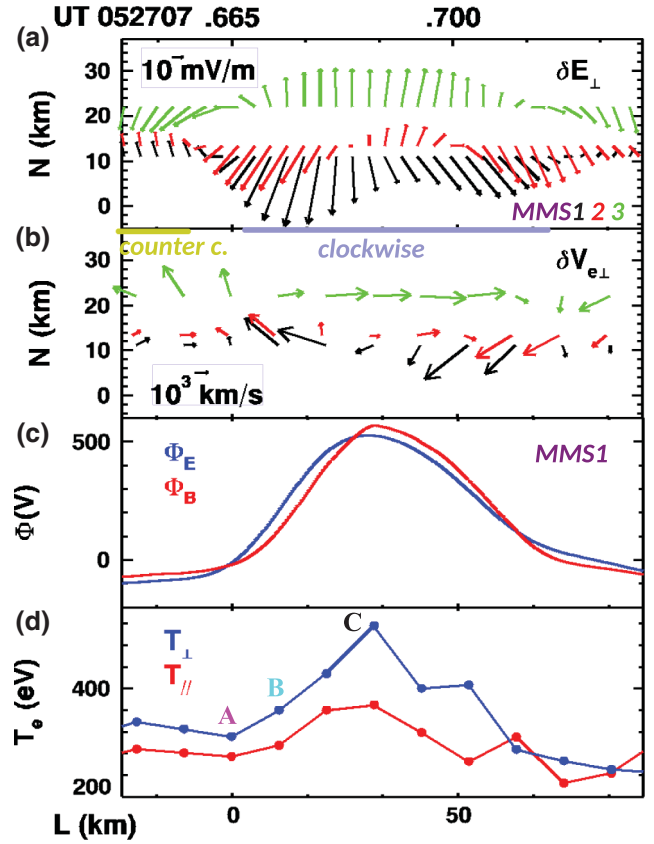 UT 052707 .665 .700
(a)
10⁻mV/m
δE⊥
30
20
10
0
N (km)
MMS1 2 3
(b)
counter c.
clockwise
δVe⊥
30
20
10
0
N (km)
10³ km/s
(c)
500
0
Φ(V)
ΦE
ΦB
MMS1
(d)
T⊥
T//
A
B
C
400
200
Te (eV)
L (km) 0 50